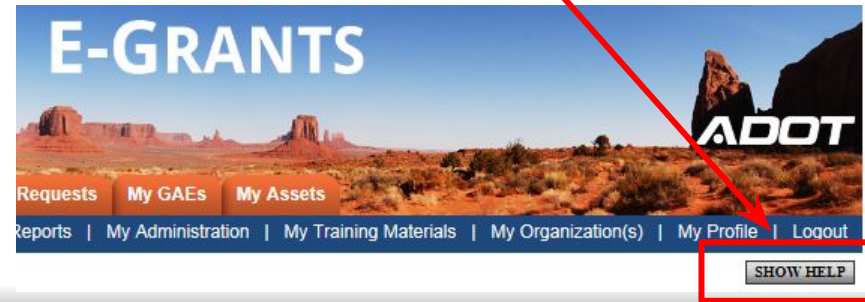 E-GRANTS
ADOT
Requests My GAEs My Assets
Reports | My Administration | My Training Materials | My Organization(s) | My Profile | Logout
SHOW HELP